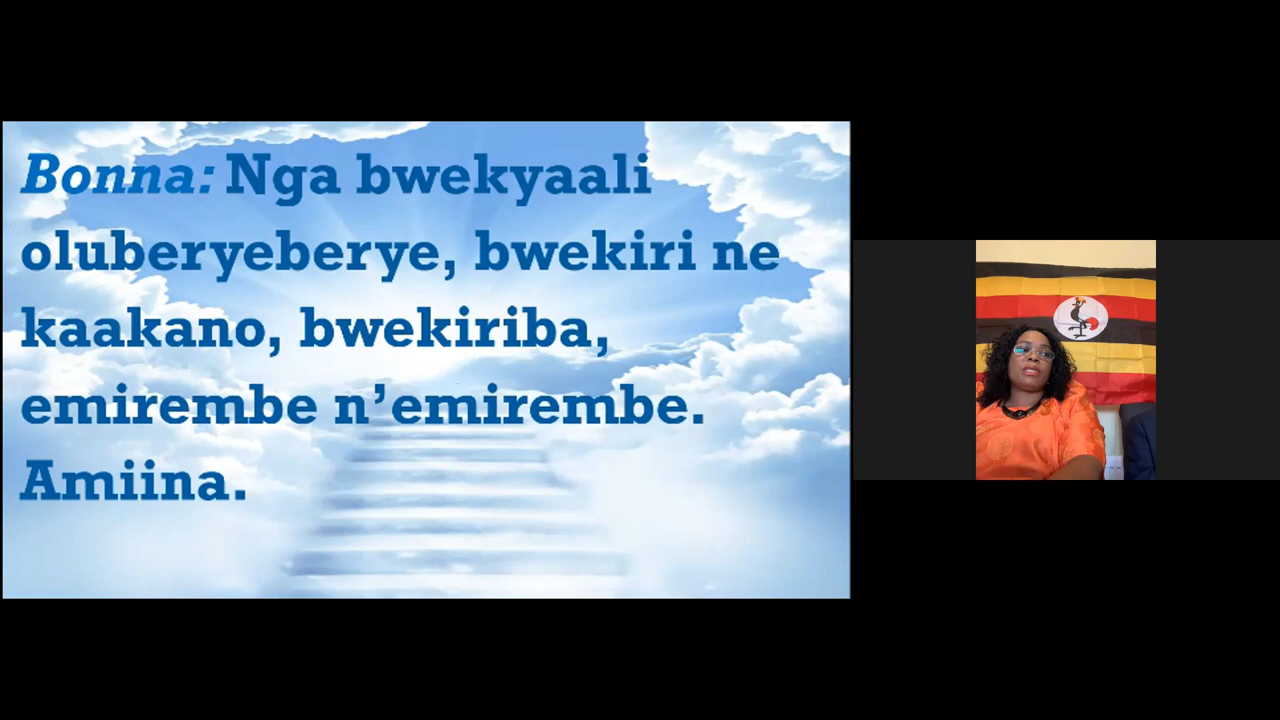 Bonna: Nga bwekyaali
oluberyeberye, bwekiri ne
kaakano, bwekiriba,
emirembe n’emirembe.
Amiina.